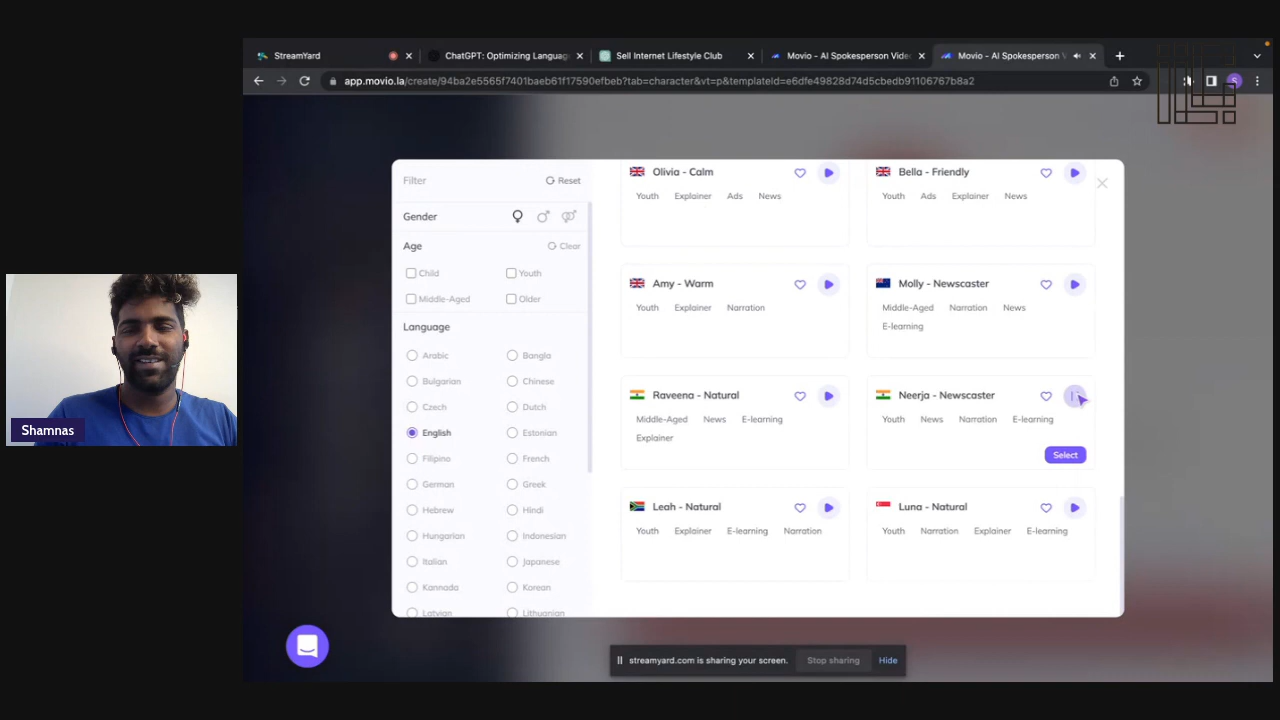 StreamYard
ChatGPT: Optimizing Language
Sell Internet Lifestyle Club
Movio - AI Spokesperson Vide
Movio - AI Spokesperson V
app.movio.la/create/94ba2e5565f7401baeb61f17590efbeb?tab=character&vt=p&templateId=e6dfe49828d74d5cbedb91106767b8a2
S
Filter
Reset
Gender
Age
Clear
Child
Youth
Middle-Aged
Older
Language
Arabic
Bangla
Bulgarian
Chinese
Czech
Dutch
English
Estonian
Filipino
French
German
Greek
Hebrew
Hindi
Hungarian
Indonesian
Italian
Japanese
Kannada
Korean
Latvian
Lithuanian
Olivia - Calm
Youth Explainer Ads News
Bella - Friendly
Youth Ads Explainer News
Amy - Warm
Youth Explainer Narration
Molly - Newscaster
Middle-Aged Narration News
E-learning
Raveena - Natural
Middle-Aged News E-learning
Explainer
Neerja - Newscaster
Youth News Narration E-learning
Select
Leah - Natural
Youth Explainer E-learning Narration
Luna - Natural
Youth Narration Explainer E-learning
Shamnas
streamyard.com is sharing your screen.
Stop sharing
Hide